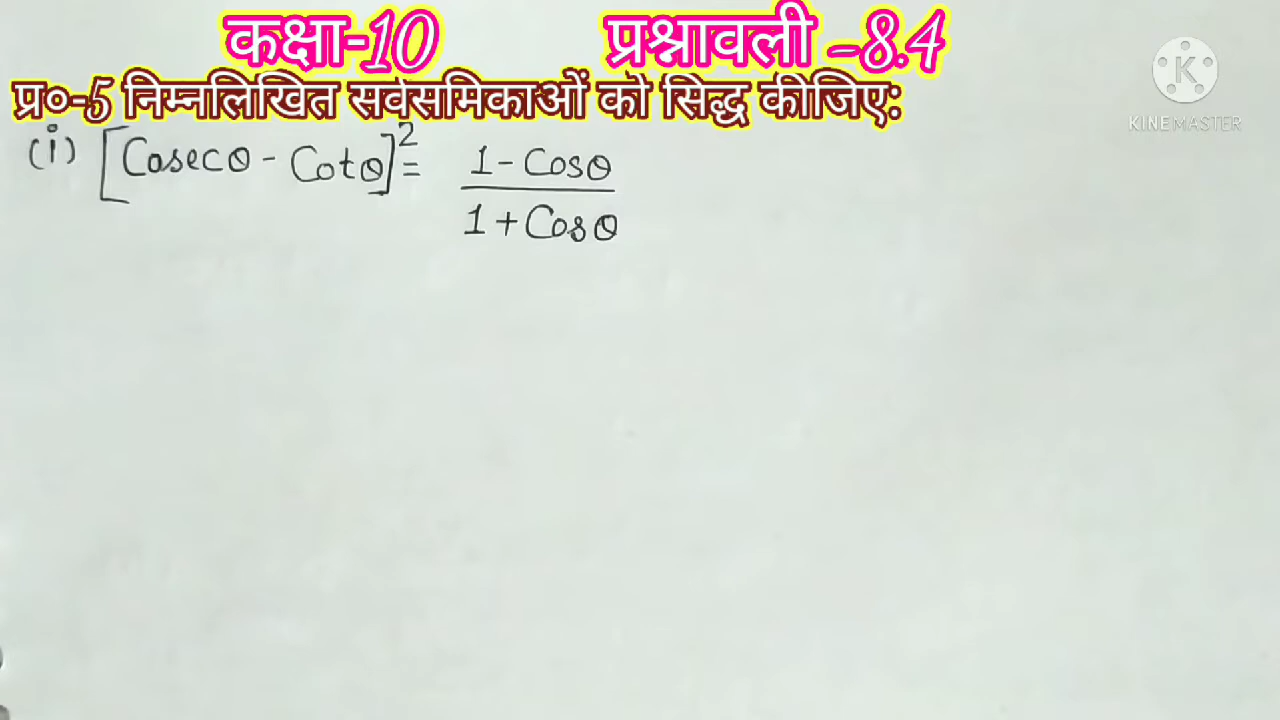 कक्षा-10 प्रश्नावली -8.4
KINEMASTER
प्र०-5 निम्नलिखित सर्वसमिकाओं को सिद्ध कीजिए:
(i) [Cosecθ - Cotθ]² = 1 - Cosθ
1 + Cosθ